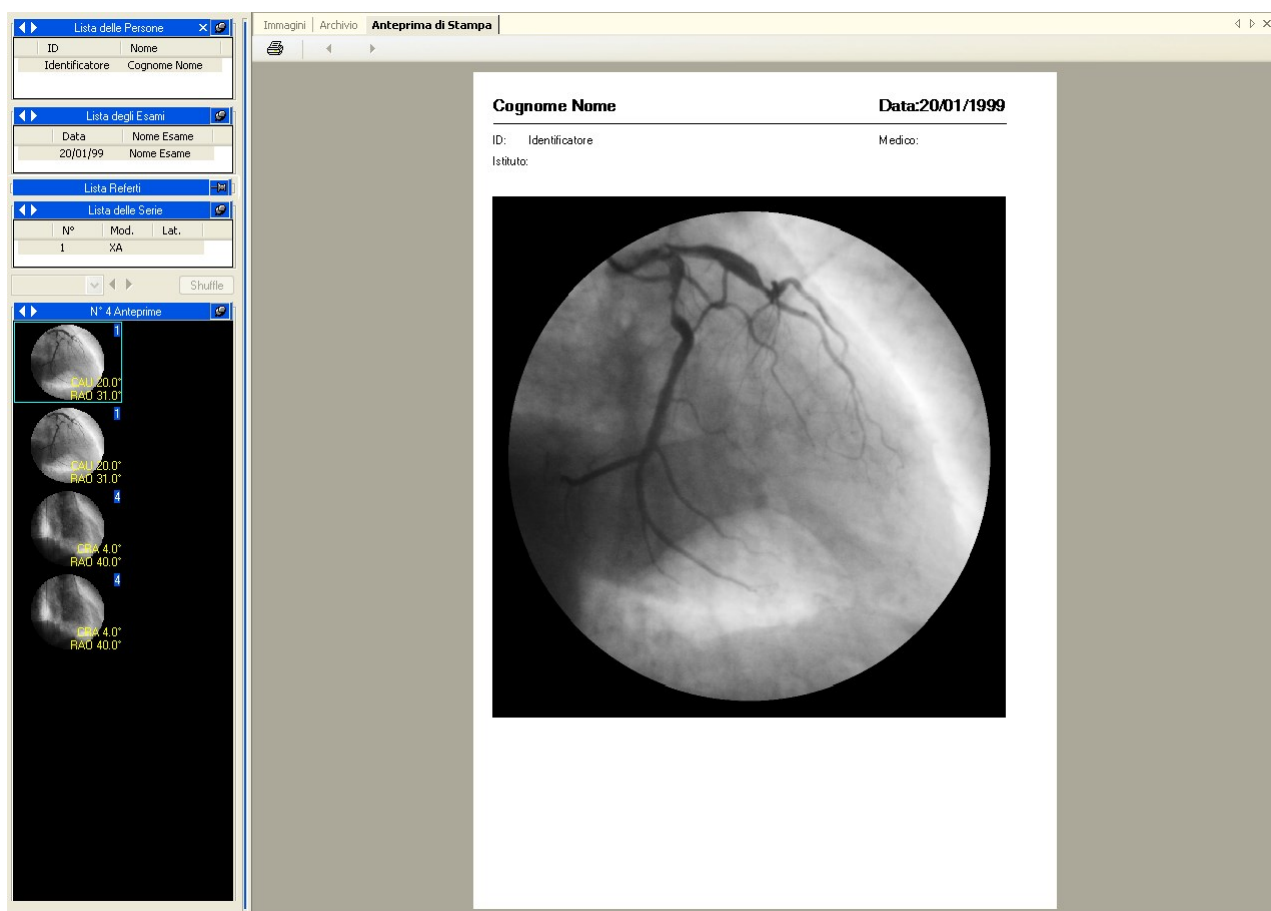 Lista delle Persone
ID Nome
Identificatore Cognome Nome
Lista degli Esami
Data Nome Esame
20/01/99 Nome Esame
Lista Referti
Lista delle Serie
N° Mod. Lat.
1 XA
Shuffle
N° 4 Anteprime
1
CAU 20.0°
RAO 31.0°
1
CAU 20.0°
RAO 31.0°
4
CRA 4.0°
RAO 40.0°
4
CRA 4.0°
RAO 40.0°
Immagini Archivio Anteprima di Stampa
Cognome Nome Data:20/01/1999
ID: Identificatore Medico:
Istituto: